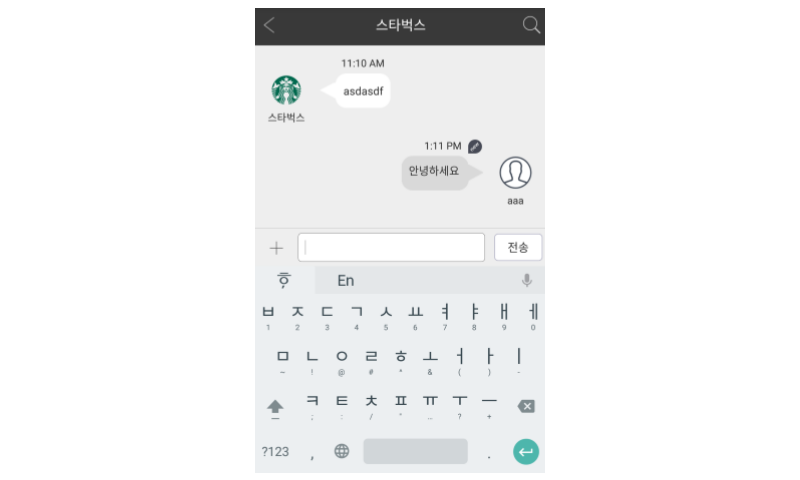 스타벅스
11:10 AM
asdasdf
스타벅스
1:11 PM
안녕하세요
aaa
전송
ㅎ En
ㅂ ㅈ ㄷ ㄱ ㅅ ㅛ ㅕ ㅑ ㅐ ㅔ
1 2 3 4 5 6 7 8 9 0
ㅁ ㄴ ㅇ ㄹ ㅎ ㅗ ㅓ ㅏ ㅣ
~ ! @ # * & ( ) -
ㅋ ㅌ ㅊ ㅍ ㅠ ㅜ ㅡ
; : / ^ … ? +
?123 , .